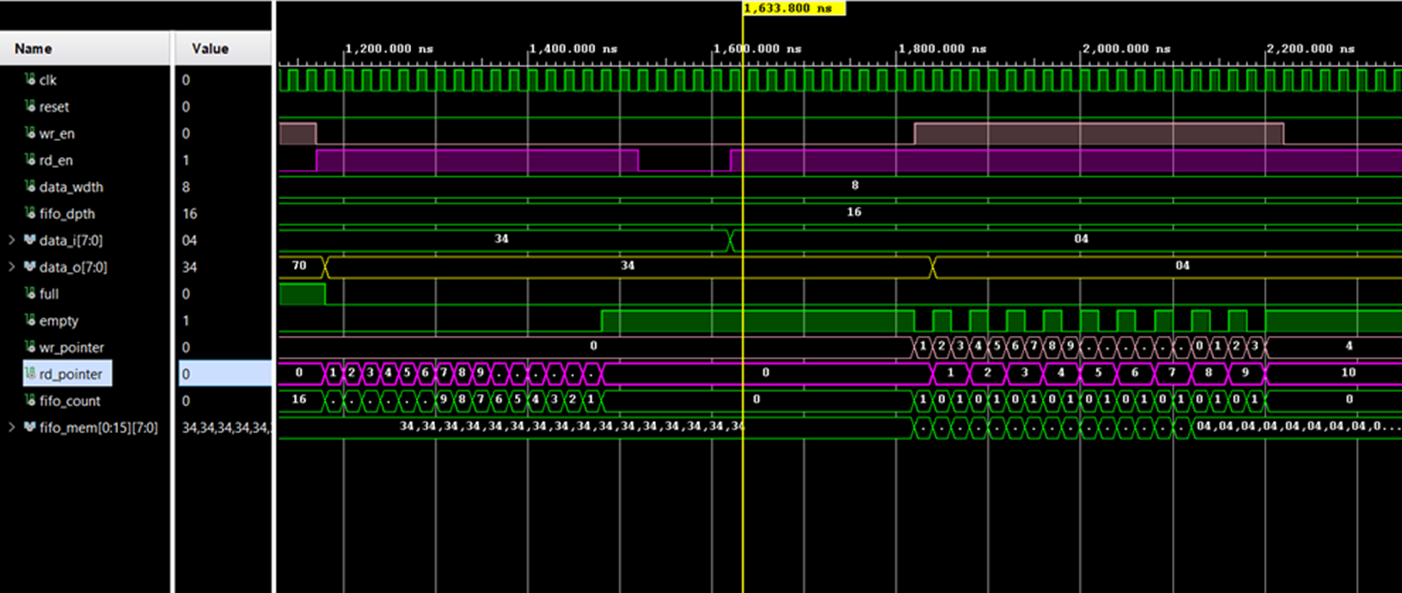 1,633.800 ns
Name Value 1,200.000 ns 1,400.000 ns 1,600.000 ns 1,800.000 ns 2,000.000 ns 2,200.000 ns
clk 0
reset 0
wr_en 0
rd_en 1
data_wdth 8 8
fifo_dpth 16 16
data_i[7:0] 04 34 04
data_o[7:0] 34 70 34 04
full 0
empty 1
wr_pointer 0 0 1 2 3 4 5 6 7 8 9 . . . . . . 0 1 2 3 4
rd_pointer 0 0 1 2 3 4 5 6 7 8 9 . . . . . . 0 1 2 3 4 5 6 7 8 9 10
fifo_count 0 16 . . . . . . 9 8 7 6 5 4 3 2 1 0 1 0 1 0 1 0 1 0 1 0 1 0 1 0 1 0 1 0 1 0 1 0
fifo_mem[0:15][7:0] 34,34,34,34,34, 34,34,34,34,34,34,34,34,34,34,34,34,34,34,34,34 . . . . . . . . . . . . . . . 04,04,04,04,04,04,04,0...